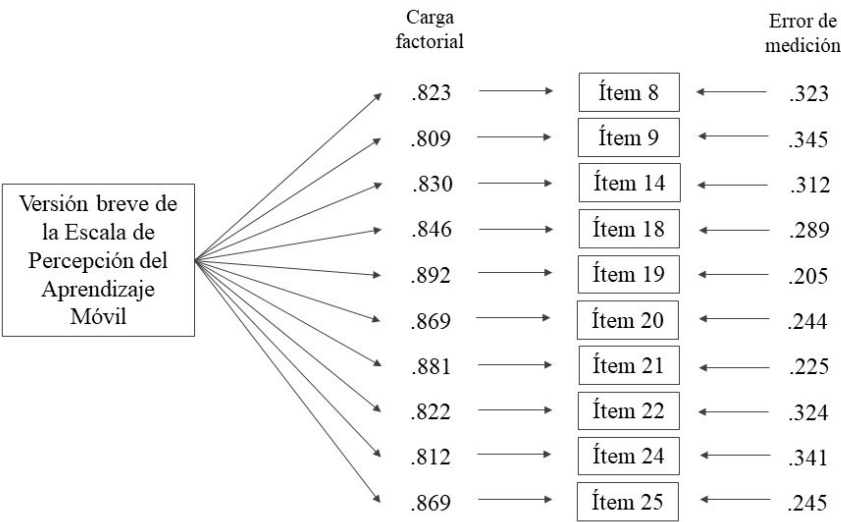 Carga
factorial
Error de
medición
.823 Ítem 8 .323
.809 Ítem 9 .345
.830 Ítem 14 .312
Versión breve de
la Escala de
Percepción del
Aprendizaje
Móvil
.846 Ítem 18 .289
.892 Ítem 19 .205
.869 Ítem 20 .244
.881 Ítem 21 .225
.822 Ítem 22 .324
.812 Ítem 24 .341
.869 Ítem 25 .245